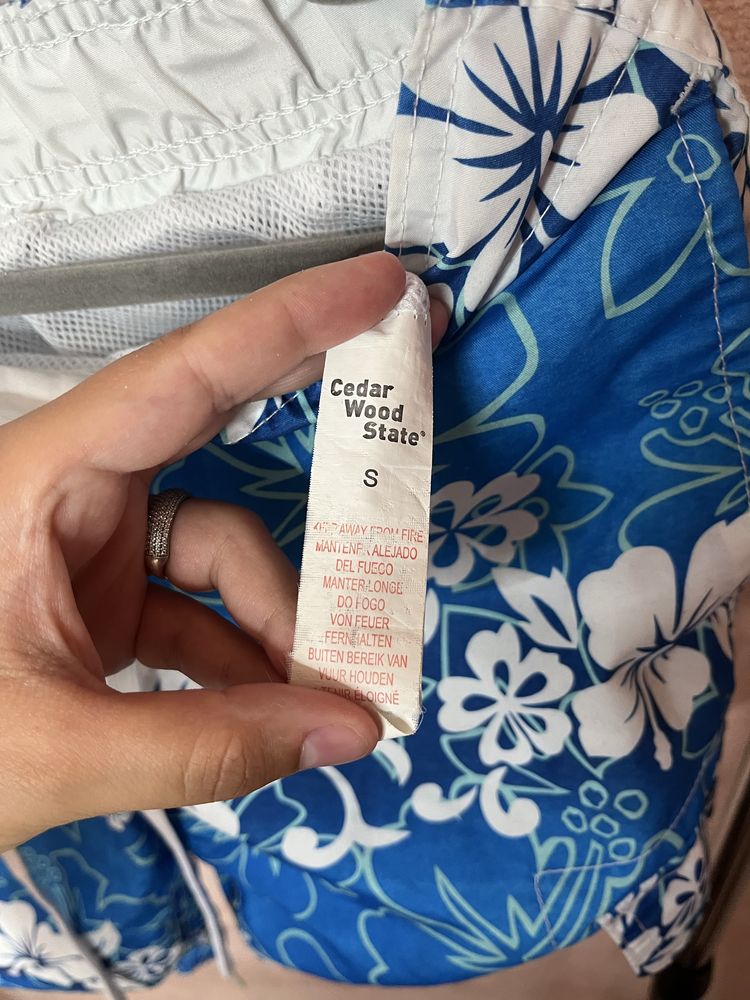 Cedar
Wood
State®
S
KEEP AWAY FROM FIRE
MANTENER ALEJADO
DEL FUEGO
MANTER LONGE
DO FOGO
VON FEUER
FERNHALTEN
BUITEN BEREIK VAN
VUUR HOUDEN
TENIR ÉLOIGNÉ